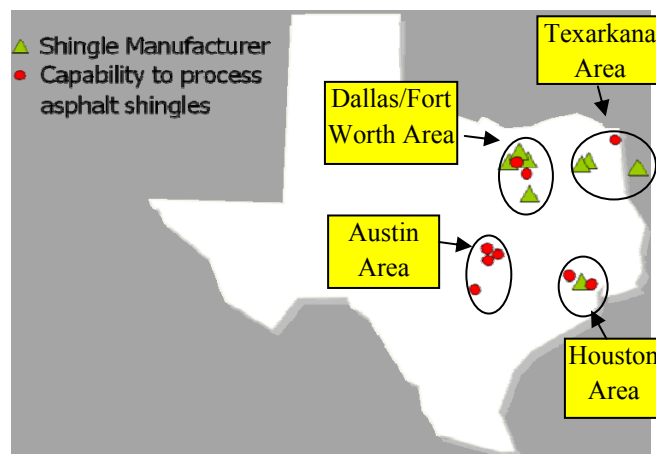 Shingle Manufacturer
Capability to process
asphalt shingles
Texarkana
Area
Dallas/Fort
Worth Area
Austin
Area
Houston
Area